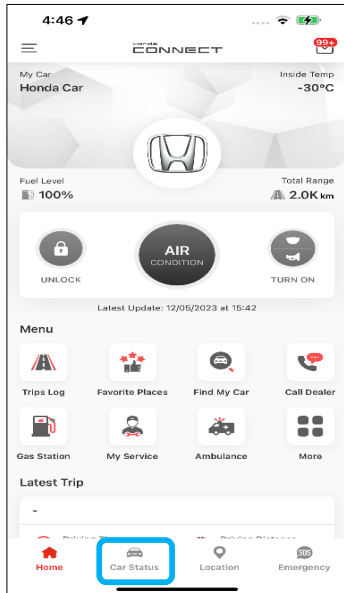 4:46
HONDA
CONNECT
99+
My Car
Honda Car
Inside Temp
-30°C
Fuel Level
100%
Total Range
2.0K km
UNLOCK
AIR
CONDITION
TURN ON
Latest Update: 12/05/2023 at 15:42
Menu
Trips Log
Favorite Places
Find My Car
Call Dealer
Gas Station
My Service
Ambulance
More
Latest Trip
-
Driving Distance
Home
Car Status
Location
SOS
Emergency